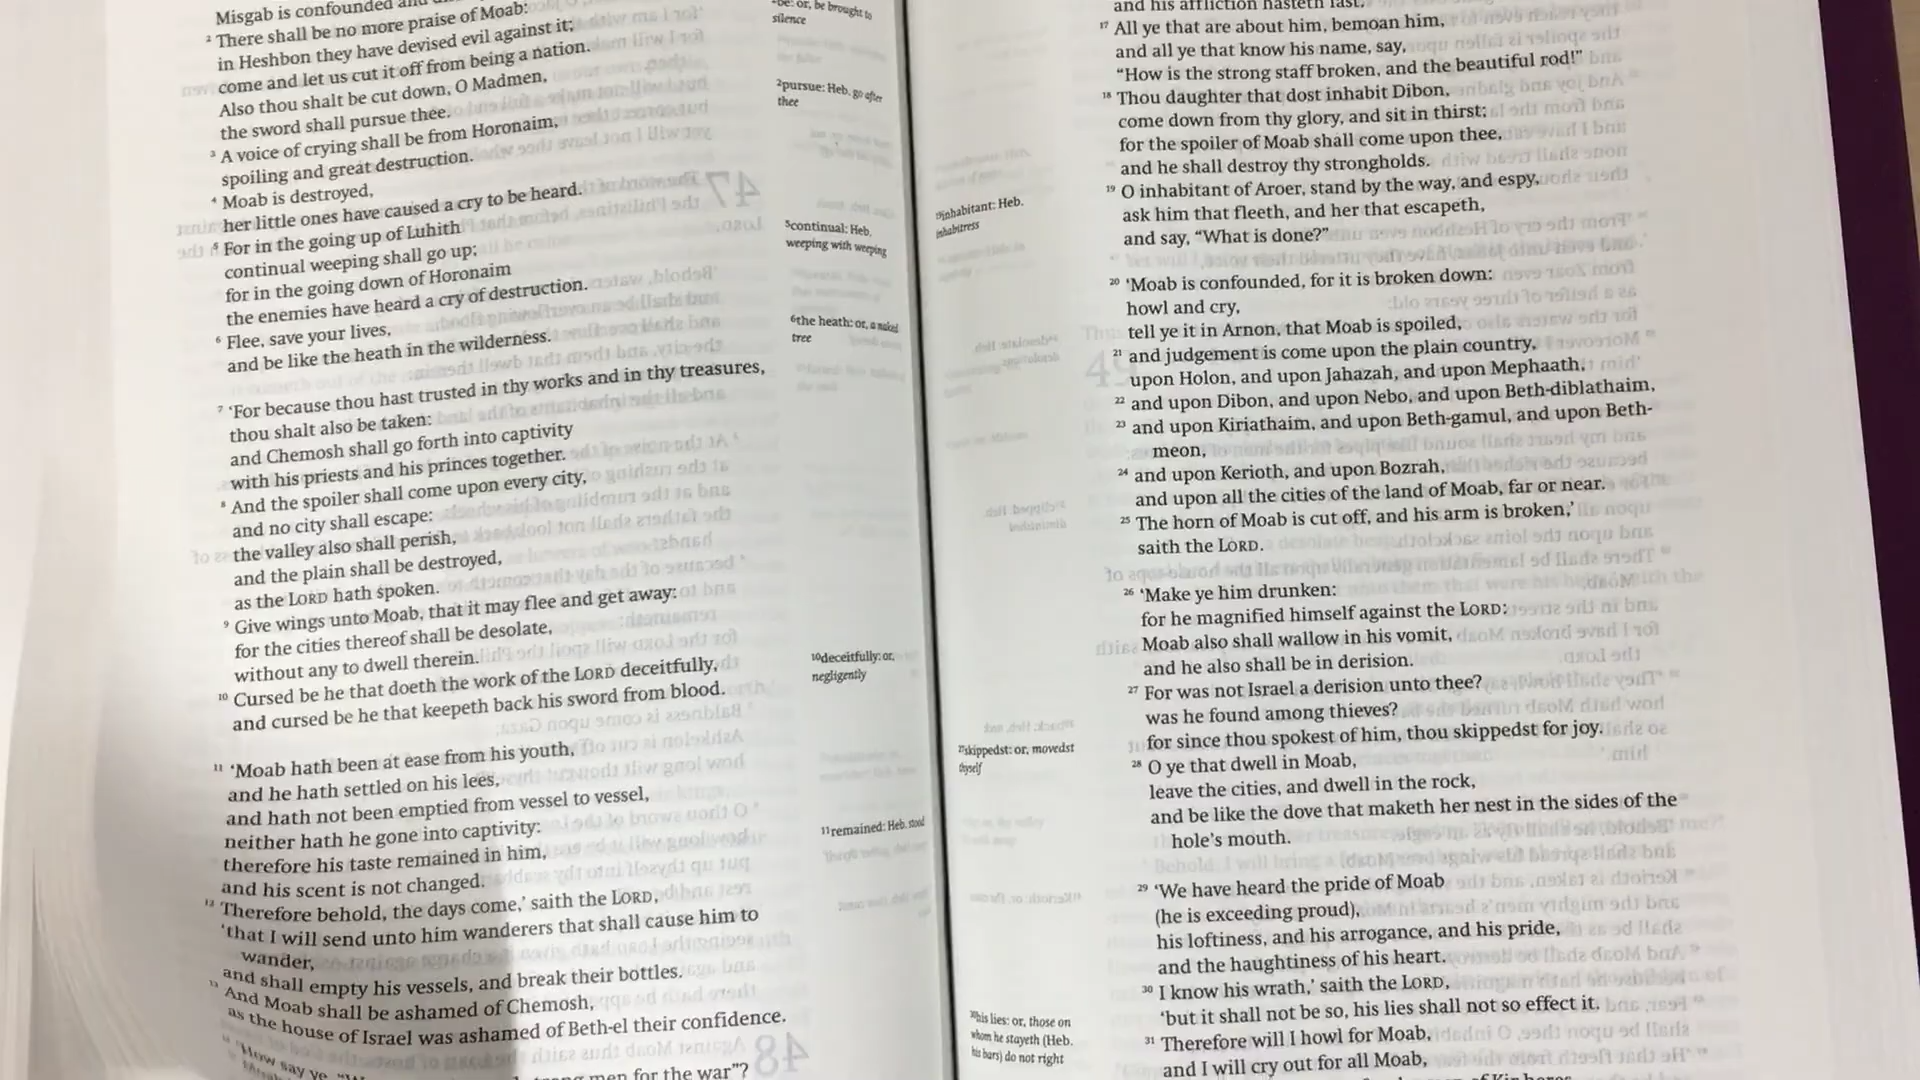 Misgab is confounded and
² There shall be no more praise of Moab:
in Heshbon they have devised evil against it;
come and let us cut it off from being a nation.
Also thou shalt be cut down, O Madmen,
the sword shall pursue thee.
³ A voice of crying shall be from Horonaim,
spoiling and great destruction.
⁴ Moab is destroyed,
her little ones have caused a cry to be heard.
⁵ For in the going up of Luhith
continual weeping shall go up;
for in the going down of Horonaim
the enemies have heard a cry of destruction.
⁶ Flee, save your lives,
and be like the heath in the wilderness.
⁷ ‘For because thou hast trusted in thy works and in thy treasures,
thou shalt also be taken:
and Chemosh shall go forth into captivity
with his priests and his princes together.
⁸ And the spoiler shall come upon every city,
and no city shall escape:
the valley also shall perish,
and the plain shall be destroyed,
as the LORD hath spoken.
⁹ Give wings unto Moab, that it may flee and get away:
for the cities thereof shall be desolate,
without any to dwell therein.
¹⁰ Cursed be he that doeth the work of the LORD deceitfully,
and cursed be he that keepeth back his sword from blood.
¹¹ ‘Moab hath been at ease from his youth,
and he hath settled on his lees,
and hath not been emptied from vessel to vessel,
neither hath he gone into captivity:
therefore his taste remained in him,
and his scent is not changed.
¹² Therefore behold, the days come,’ saith the LORD,
‘that I will send unto him wanderers that shall cause him to
wander,
and shall empty his vessels, and break their bottles.
¹³ And Moab shall be ashamed of Chemosh,
as the house of Israel was ashamed of Beth-el their confidence.
¹⁴ “How say ye,
men for the war”?
be: or, be brought to
silence
²pursue: Heb. go after
thee
⁵continual: Heb.
weeping with weeping
⁶the heath: or, a naked
tree
¹⁰deceitfully: or,
negligently
¹¹remained: Heb. stood
and his affliction hasteth fast.
¹⁷ All ye that are about him, bemoan him,
and all ye that know his name, say,
“How is the strong staff broken, and the beautiful rod!”
¹⁸ Thou daughter that dost inhabit Dibon,
come down from thy glory, and sit in thirst;
for the spoiler of Moab shall come upon thee,
and he shall destroy thy strongholds.
¹⁹ O inhabitant of Aroer, stand by the way, and espy,
ask him that fleeth, and her that escapeth,
and say, “What is done?”
²⁰ ‘Moab is confounded, for it is broken down:
howl and cry,
tell ye it in Arnon, that Moab is spoiled,
²¹ and judgement is come upon the plain country,
upon Holon, and upon Jahazah, and upon Mephaath,
²² and upon Dibon, and upon Nebo, and upon Beth-diblathaim,
²³ and upon Kiriathaim, and upon Beth-gamul, and upon Beth-
meon,
²⁴ and upon Kerioth, and upon Bozrah,
and upon all the cities of the land of Moab, far or near.
²⁵ The horn of Moab is cut off, and his arm is broken,’
saith the LORD.
²⁶ ‘Make ye him drunken:
for he magnified himself against the LORD:
Moab also shall wallow in his vomit,
and he also shall be in derision.
²⁷ For was not Israel a derision unto thee?
was he found among thieves?
for since thou spokest of him, thou skippedst for joy.
²⁸ O ye that dwell in Moab,
leave the cities, and dwell in the rock,
and be like the dove that maketh her nest in the sides of the
hole’s mouth.
²⁹ ‘We have heard the pride of Moab
(he is exceeding proud),
his loftiness, and his arrogance, and his pride,
and the haughtiness of his heart.
³⁰ I know his wrath,’ saith the LORD,
‘but it shall not be so, his lies shall not so effect it.
³¹ Therefore will I howl for Moab,
and I will cry out for all Moab,
¹⁹inhabitant: Heb.
inhabitress
²⁷skippedst: or, movedst
thyself
³⁰his lies: or, those on
whom he stayeth (Heb.
his bars) do not right